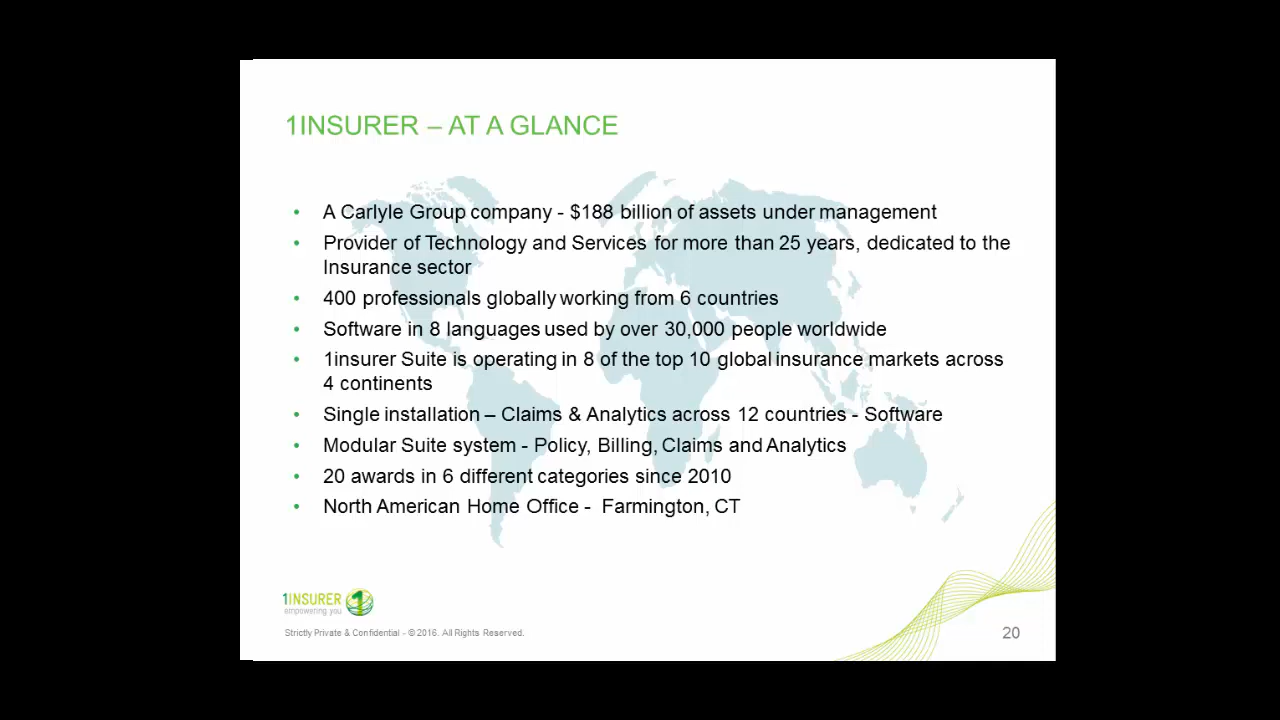 1INSURER – AT A GLANCE
• A Carlyle Group company - $188 billion of assets under management
• Provider of Technology and Services for more than 25 years, dedicated to the
Insurance sector
• 400 professionals globally working from 6 countries
• Software in 8 languages used by over 30,000 people worldwide
• 1insurer Suite is operating in 8 of the top 10 global insurance markets across
4 continents
• Single installation – Claims & Analytics across 12 countries - Software
• Modular Suite system - Policy, Billing, Claims and Analytics
• 20 awards in 6 different categories since 2010
• North American Home Office - Farmington, CT
1INSURER
empowering you
1
Strictly Private & Confidential - © 2016. All Rights Reserved.
20